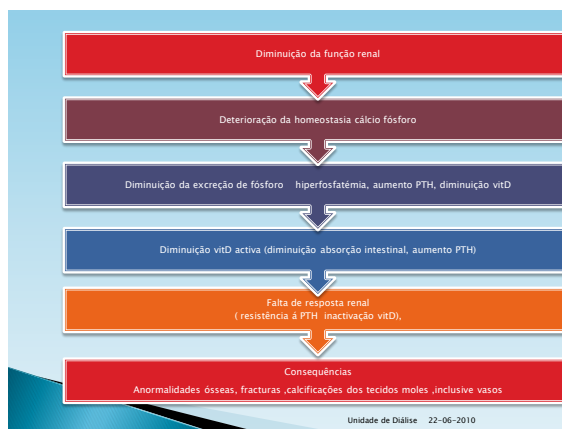 Diminuição da função renal
Deterioração da homeostasia cálcio fósforo
Diminuição da excreção de fósforo hiperfosfatémia, aumento PTH, diminuição vitD
Diminuição vitD activa (diminuição absorção intestinal, aumento PTH)
Falta de resposta renal
( resistência á PTH inactivação vitD),
Consequências
Anormalidades ósseas, fracturas ,calcificações dos tecidos moles ,inclusive vasos
Unidade de Diálise 22-06-2010